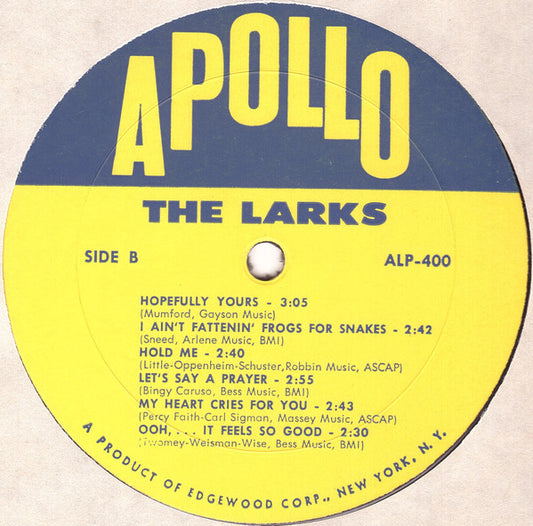 APOLLO
THE LARKS
SIDE B ALP-400
HOPEFULLY YOURS - 3:05
(Mumford, Gayson Music)
I AIN'T FATTENIN' FROGS FOR SNAKES - 2:42
(Sneed, Arlene Music, BMI)
HOLD ME - 2:40
(Little-Oppenheim-Schuster,Robbin Music, ASCAP)
LET'S SAY A PRAYER - 2:55
(Bingy Caruso, Bess Music, BMI)
MY HEART CRIES FOR YOU - 2:43
(Percy Faith-Carl Sigman, Massey Music, ASCAP)
OOH, . . . IT FEELS SO GOOD - 2:30
(Twomey-Weisman-Wise, Bess Music, BMI)
A PRODUCT OF EDGEWOOD CORP., NEW YORK, N. Y.